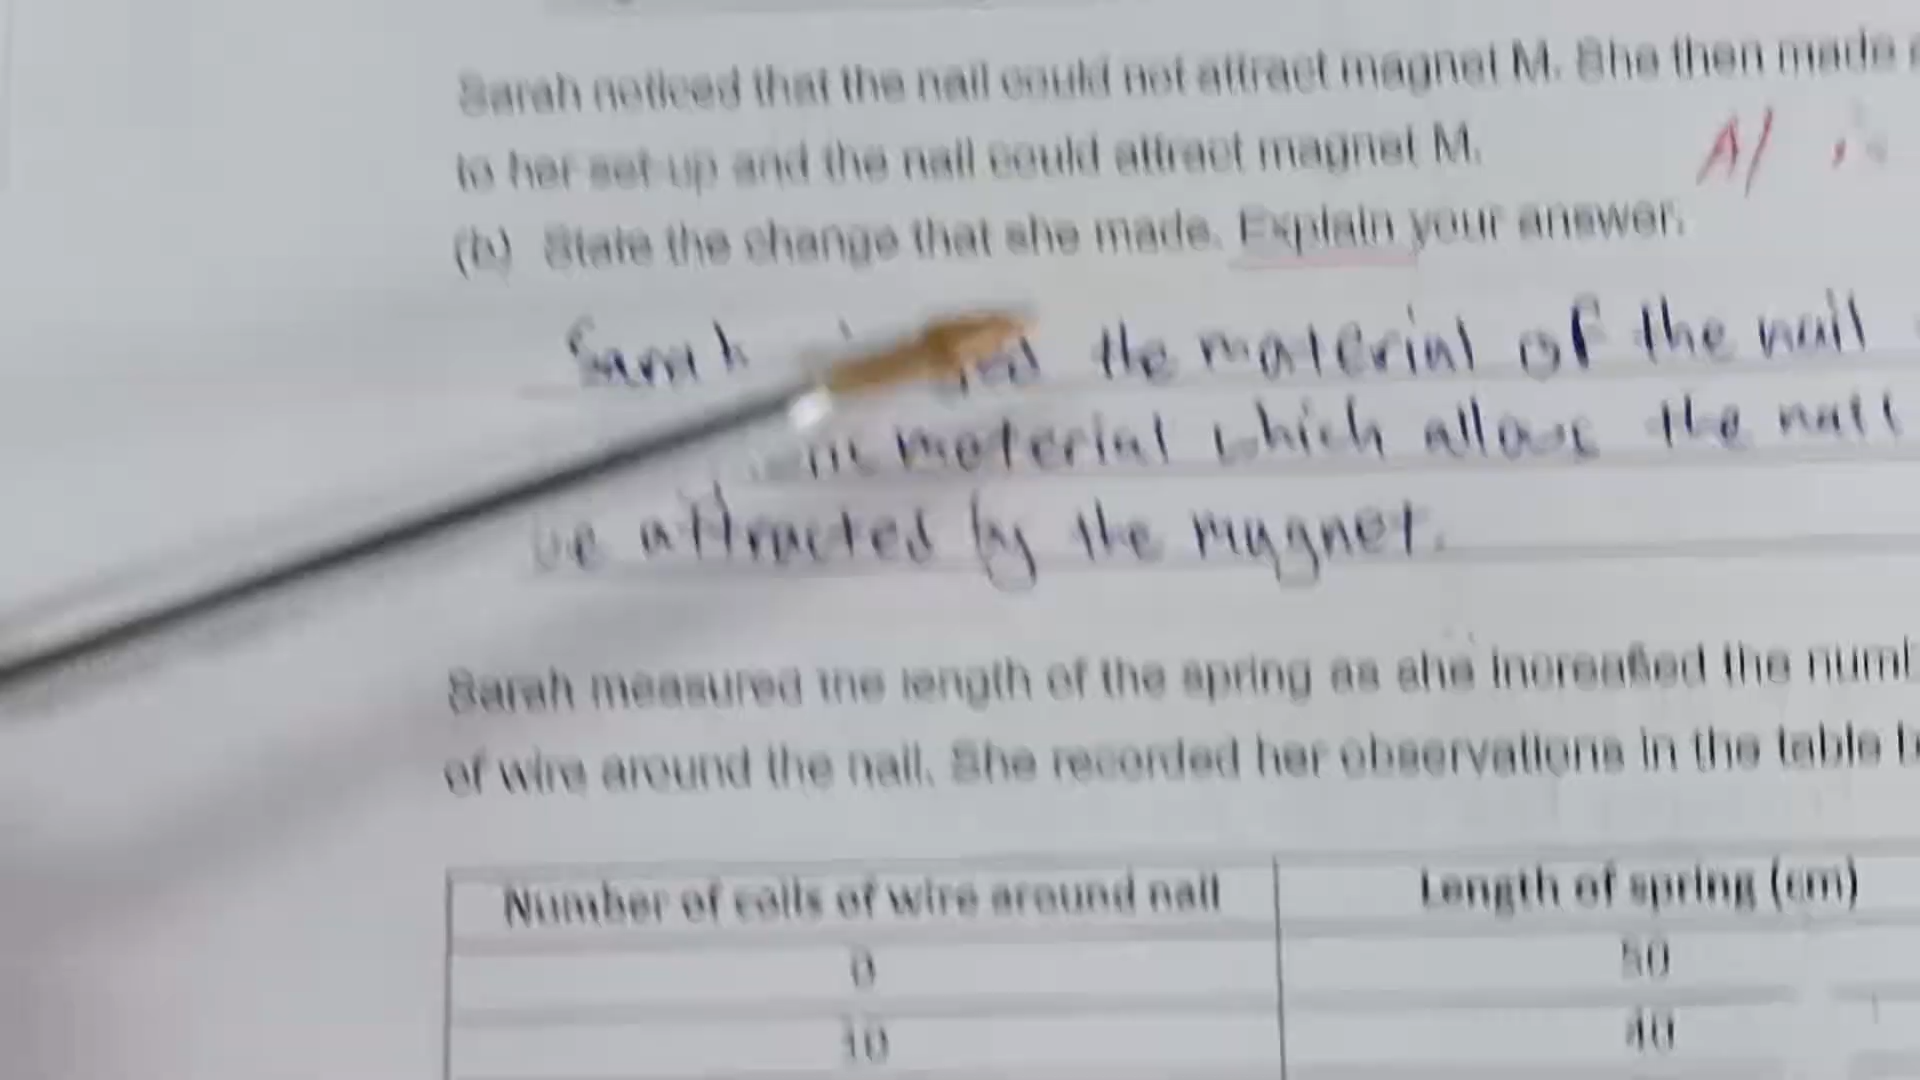 Sarah noticed that the nail could not attract magnet M. She then made
to her set-up and the nail could attract magnet M.
A/
(b) State the change that she made. Explain your answer.
Sarah the material of the nail
material which allows the nail
be attracted by the magnet.
Sarah measured the length of the spring as she increased the
of wire around the nail. She recorded her observations in the table
Number of coils of wire around nail Length of spring (cm)
0 50
10 40